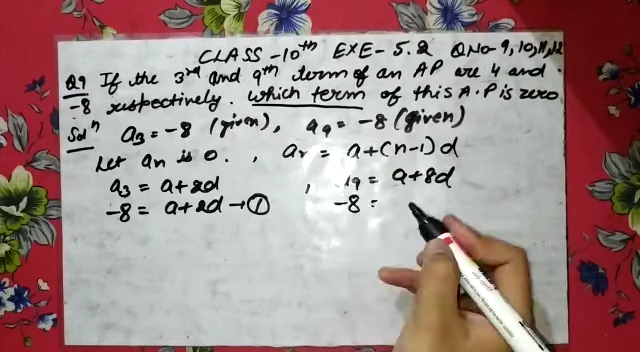 CLASS - 10th EXE - 5.2 QNo - 9, 10, 11, 12
Q9 If the 3rd and 9th term of an AP are 4 and
-8 respectively. which term of this A.P is zero.
Soln a3 = -8 (given), a9 = -8 (given)
Let an is 0. , an = a+(n-1)d
a3 = a+2d , a9 = a+8d
-8 = a+2d → ① -8 =